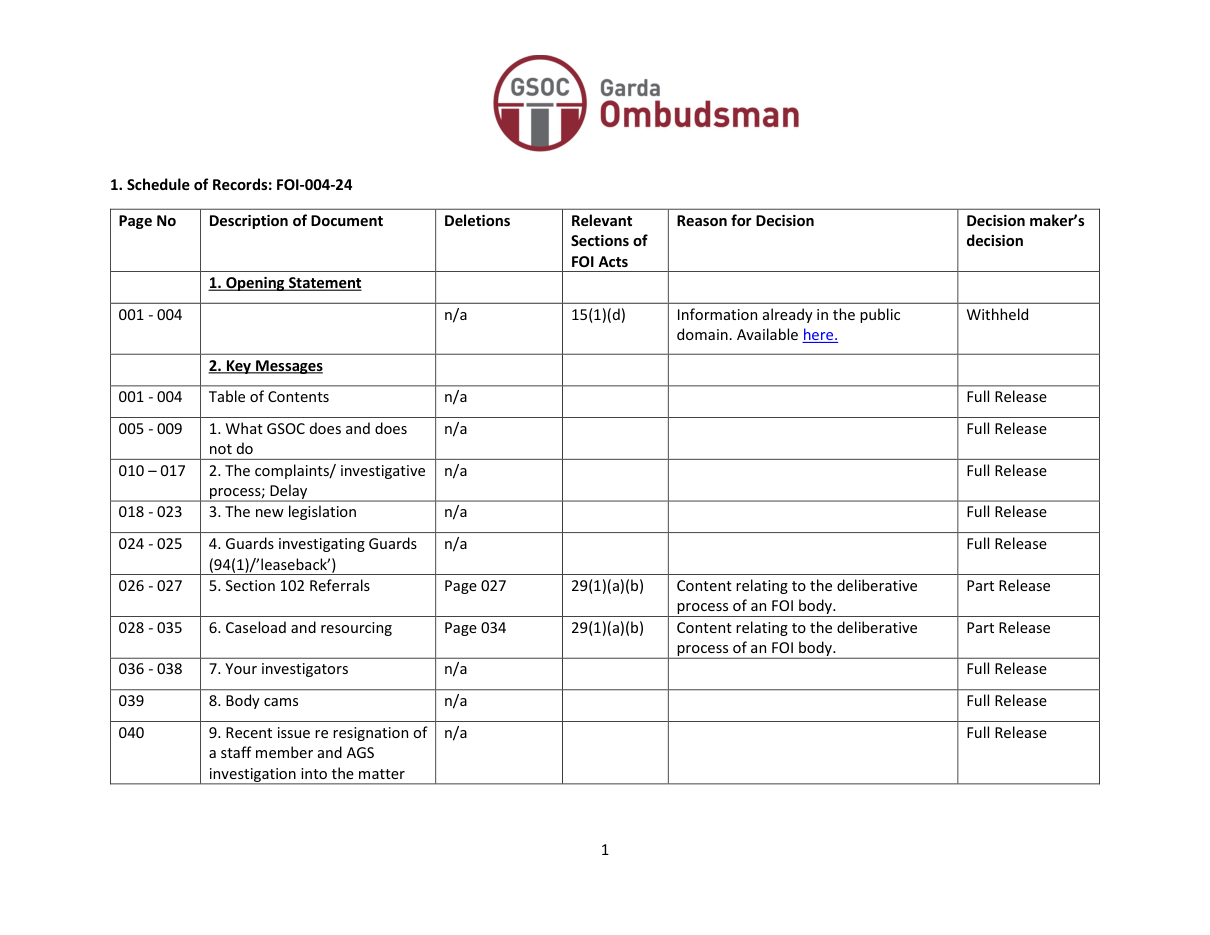 GSOC
Garda
Ombudsman
1. Schedule of Records: FOI-004-24
Page No Description of Document Deletions Relevant Sections of FOI Acts Reason for Decision Decision maker’s decision
1. Opening Statement
001 - 004 n/a 15(1)(d) Information already in the public domain. Available here. Withheld
2. Key Messages
001 - 004 Table of Contents n/a Full Release
005 - 009 1. What GSOC does and does not do n/a Full Release
010 – 017 2. The complaints/ investigative process; Delay n/a Full Release
018 - 023 3. The new legislation n/a Full Release
024 - 025 4. Guards investigating Guards (94(1)/’leaseback’) n/a Full Release
026 - 027 5. Section 102 Referrals Page 027 29(1)(a)(b) Content relating to the deliberative process of an FOI body. Part Release
028 - 035 6. Caseload and resourcing Page 034 29(1)(a)(b) Content relating to the deliberative process of an FOI body. Part Release
036 - 038 7. Your investigators n/a Full Release
039 8. Body cams n/a Full Release
040 9. Recent issue re resignation of a staff member and AGS investigation into the matter n/a Full Release
1